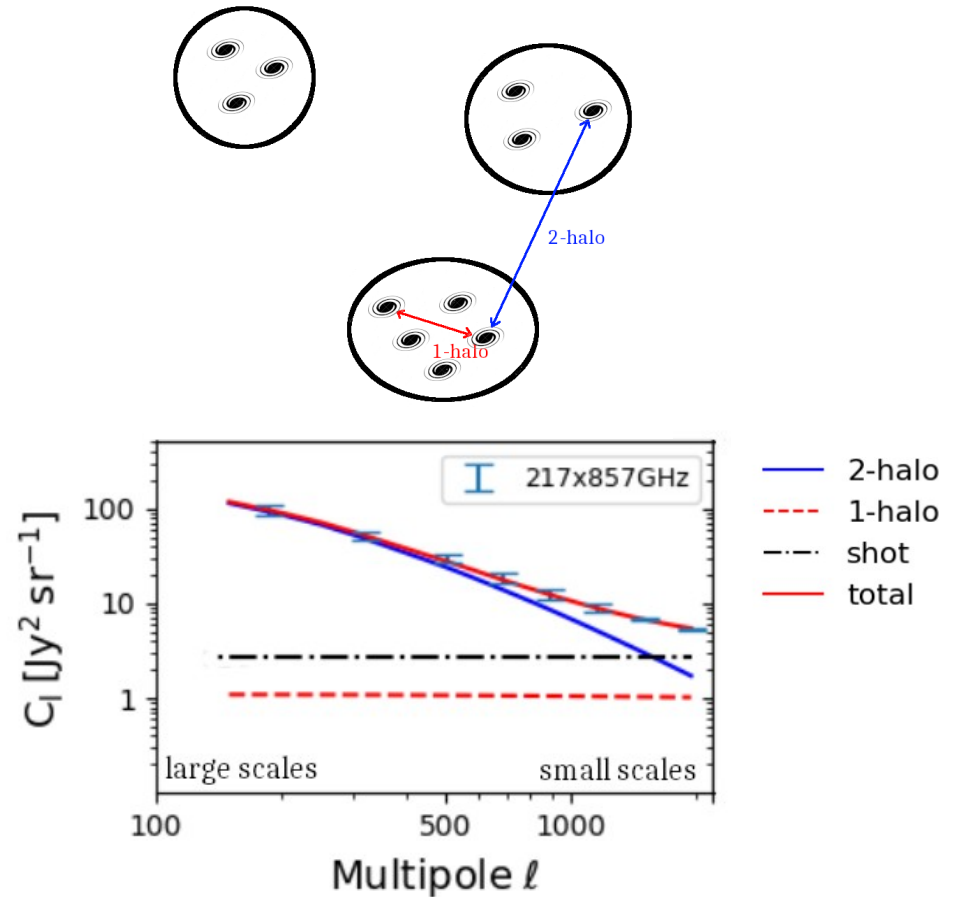 2-halo
1-halo
217x857GHz
2-halo
1-halo
shot
total
C_l [Jy² sr⁻¹]
100
10
1
large scales
small scales
100
500
1000
Multipole ℓ